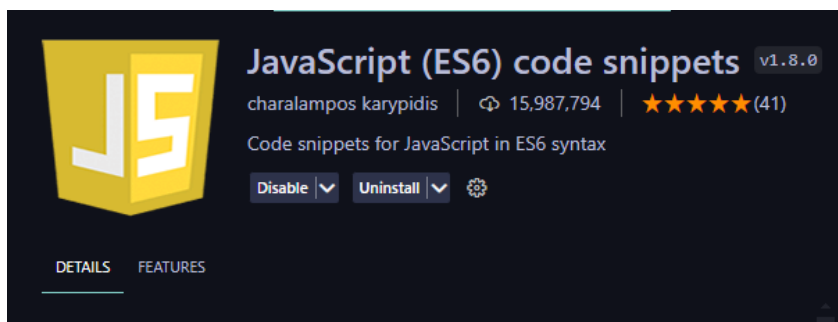 JS
JavaScript (ES6) code snippets v1.8.0
charalampos karypidis 15,987,794 ★★★★★(41)
Code snippets for JavaScript in ES6 syntax
Disable Uninstall
DETAILS FEATURES